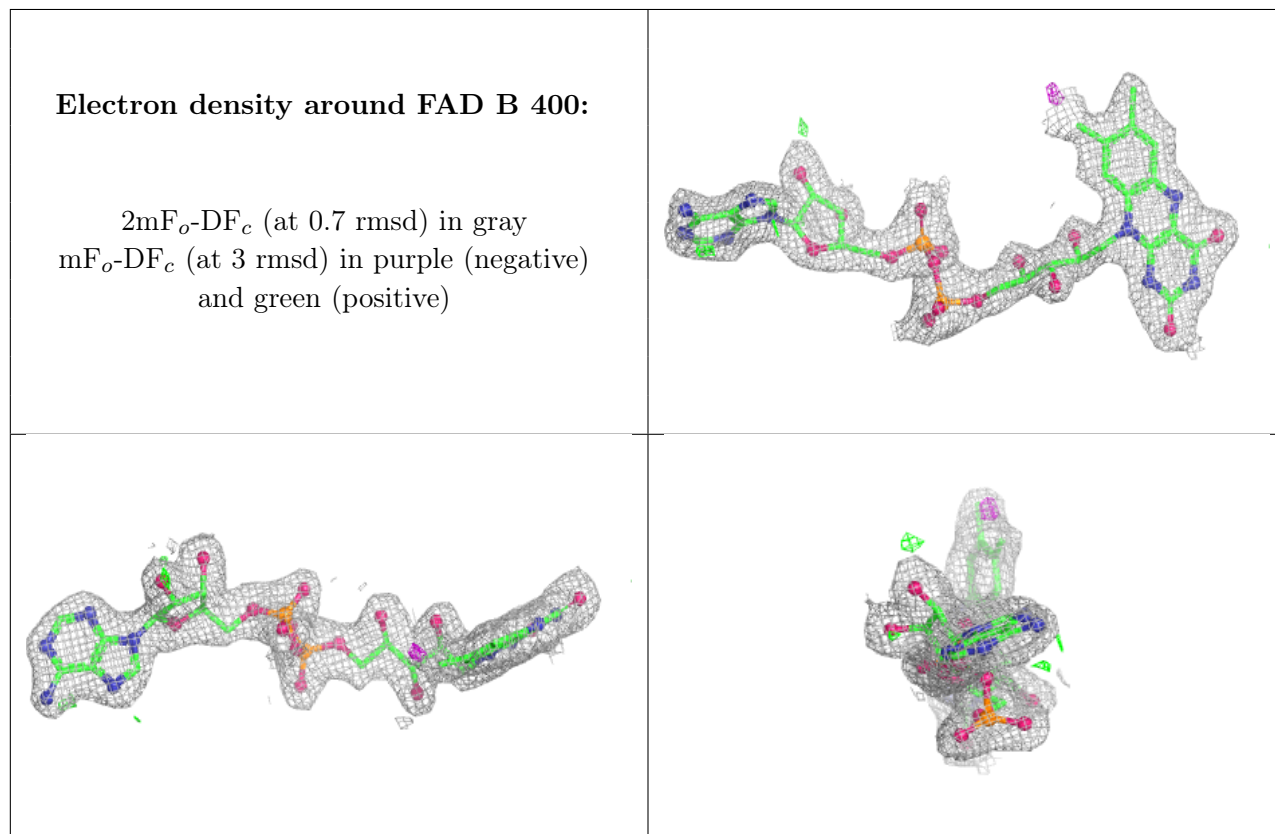 Electron density around FAD B 400:
2mFₒ-DF𝒸 (at 0.7 rmsd) in gray
mFₒ-DF𝒸 (at 3 rmsd) in purple (negative)
and green (positive)